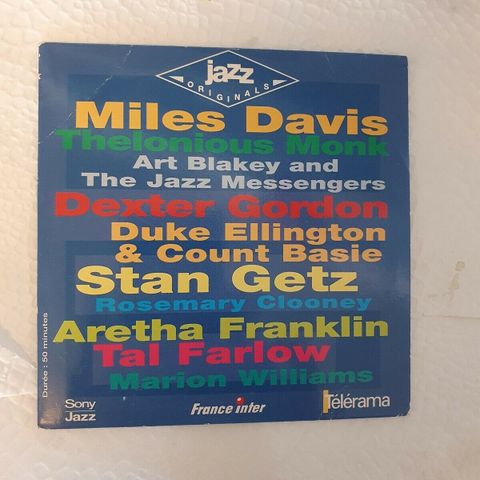 jazz
ORIGINALS
Miles Davis
Thelonious Monk
Art Blakey and
The Jazz Messengers
Dexter Gordon
Duke Ellington
& Count Basie
Stan Getz
Rosemary Clooney
Aretha Franklin
Tal Farlow
Marion Williams
Durée : 50 minutes
Sony
Jazz
France inter
Télérama